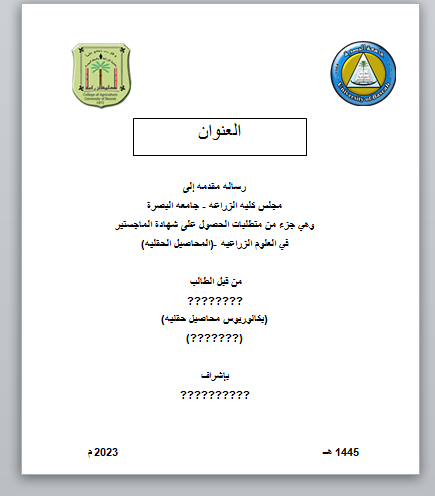 جامعة البصرة
University of Basrah
College of Agriculture
University of Basrah
العنوان
رساله مقدمه إلى
مجلس كليه الزراعه - جامعه البصرة
وهي جزء من متطلبات الحصول على شهادة الماجستير
في العلوم الزراعيه -(المحاصيل الحقليه)
من قبل الطالب
????????
(بكالوريوس محاصيل حقليه)
(???????)
بإشراف
??????????
1445 هـ
2023 م